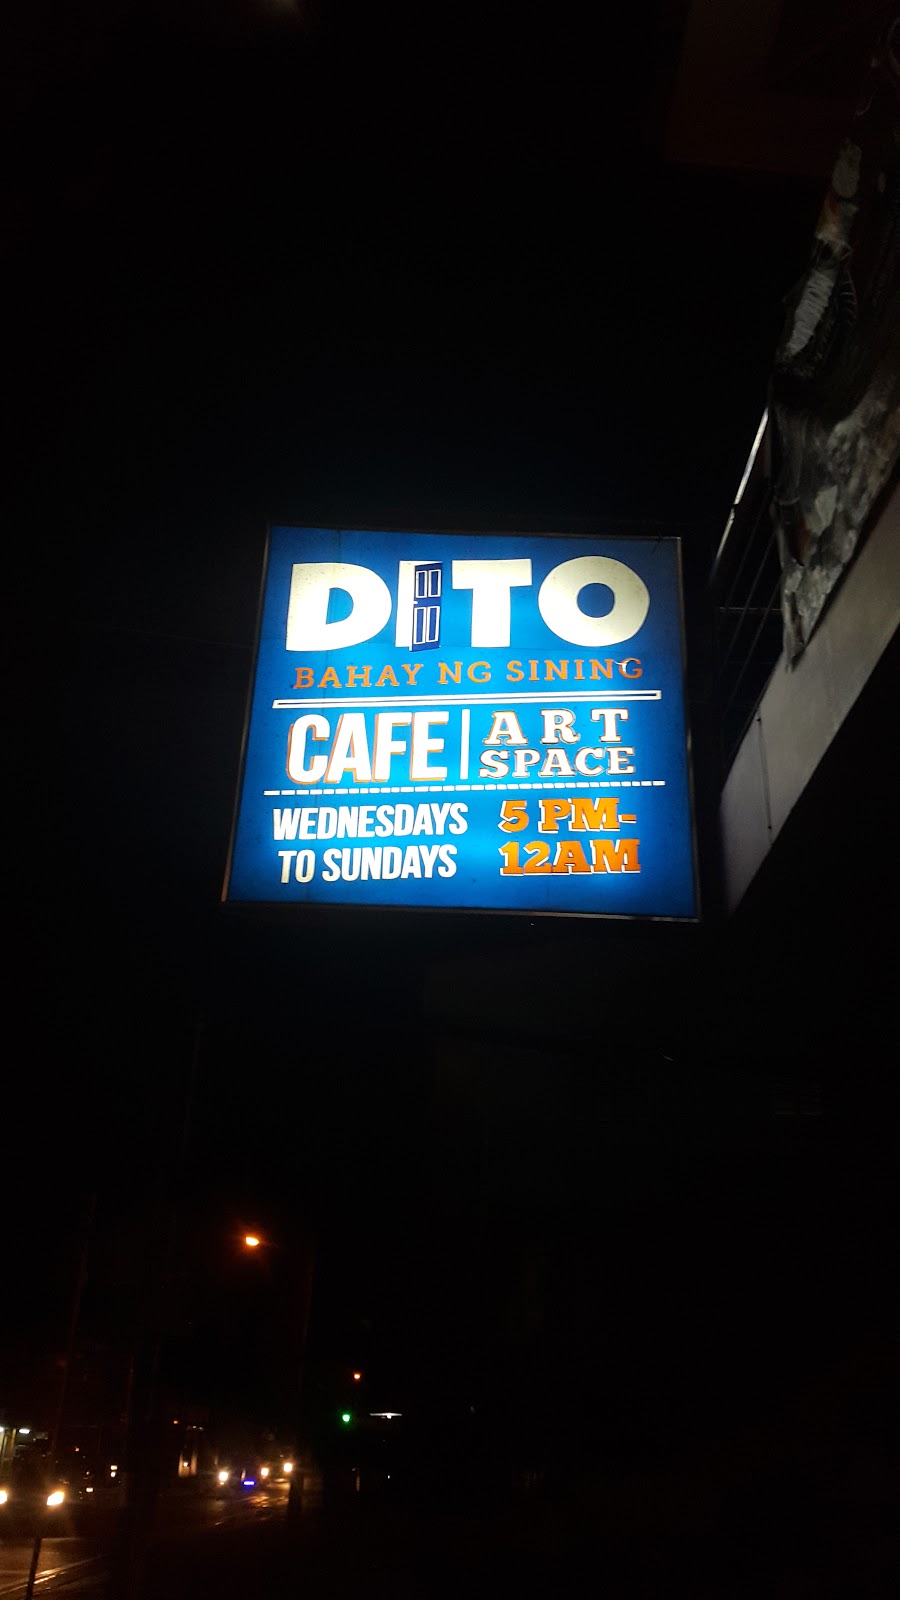 DITO
BAHAY NG SINING
CAFE
ART
SPACE
WEDNESDAYS
TO SUNDAYS
5 PM-
12AM